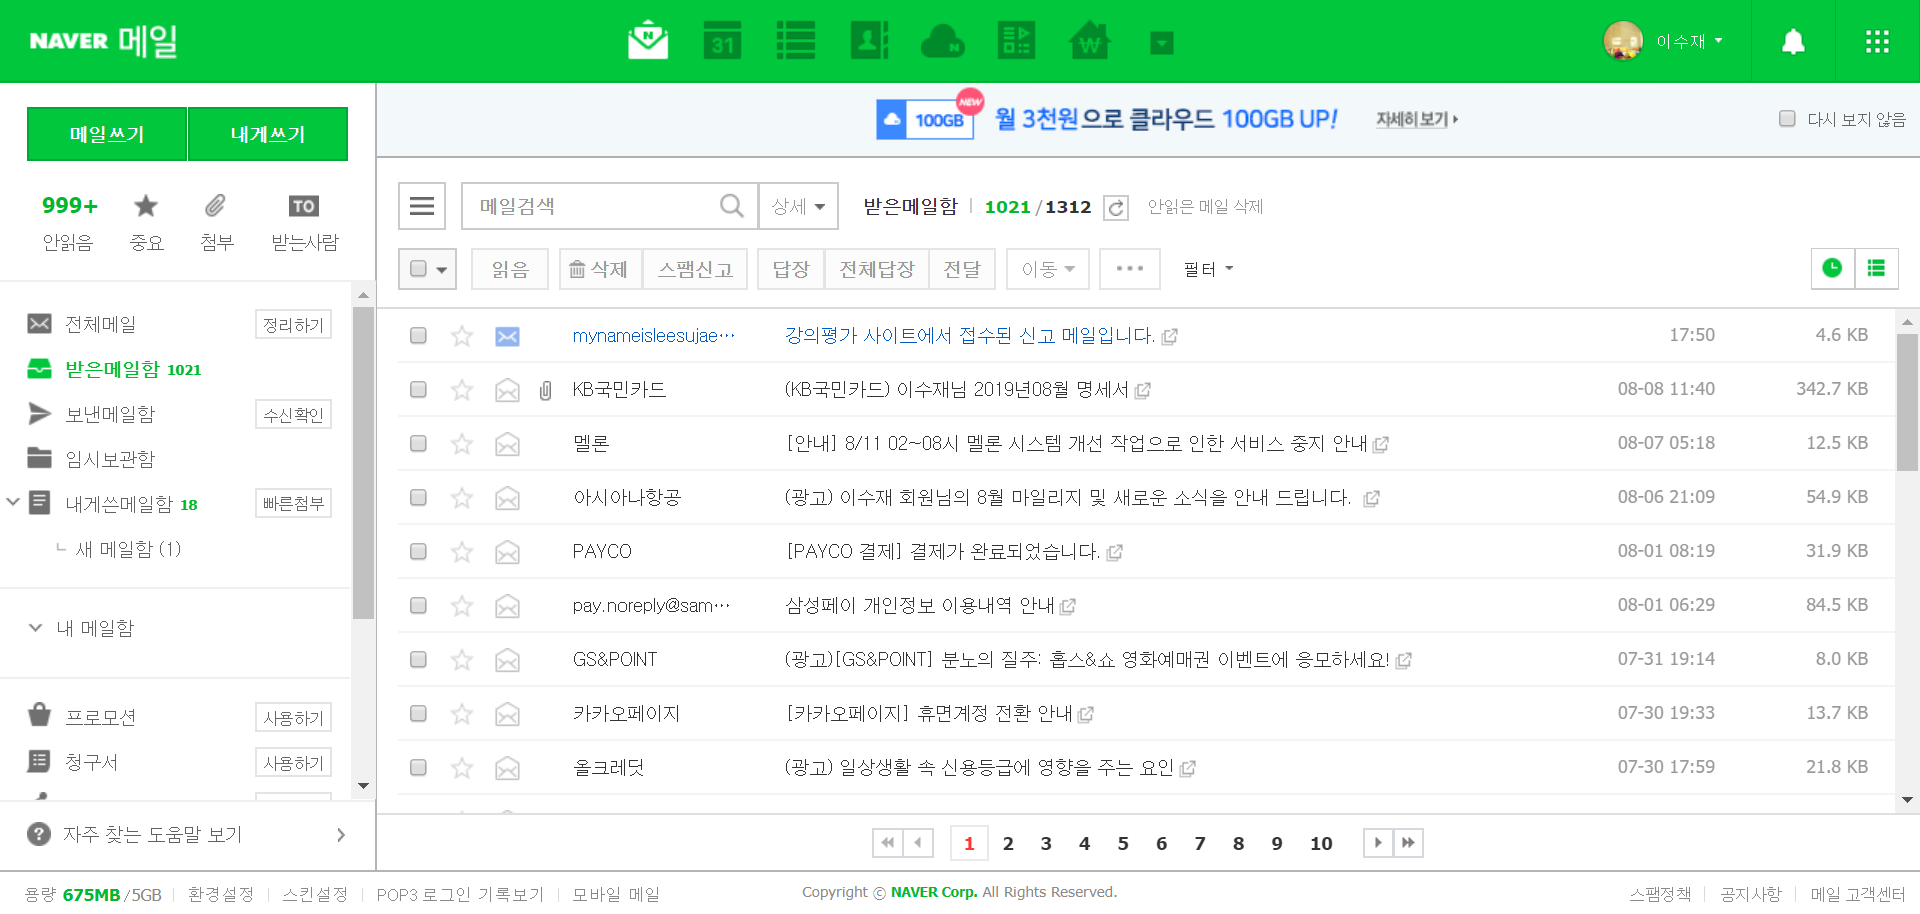 NAVER 메일
31
N
이수재
메일쓰기 내게쓰기
999+ 안읽음
중요
첨부
TO 받는사람
전체메일 정리하기
받은메일함 1021
보낸메일함 수신확인
임시보관함
내게쓴메일함 18 빠른첨부
새 메일함 (1)
내 메일함
프로모션 사용하기
청구서 사용하기
자주 찾는 도움말 보기
100GB NEW 월 3천원으로 클라우드 100GB UP! 자세히보기
다시 보지 않음
메일검색 상세 받은메일함 1021/1312 안읽은 메일 삭제
읽음 삭제 스팸신고 답장 전체답장 전달 이동 ••• 필터
mynameisleesujae··· 강의평가 사이트에서 접수된 신고 메일입니다. 17:50 4.6 KB
KB국민카드 (KB국민카드) 이수재님 2019년08월 명세서 08-08 11:40 342.7 KB
멜론 [안내] 8/11 02~08시 멜론 시스템 개선 작업으로 인한 서비스 중지 안내 08-07 05:18 12.5 KB
아시아나항공 (광고) 이수재 회원님의 8월 마일리지 및 새로운 소식을 안내 드립니다. 08-06 21:09 54.9 KB
PAYCO [PAYCO 결제] 결제가 완료되었습니다. 08-01 08:19 31.9 KB
pay.noreply@sam··· 삼성페이 개인정보 이용내역 안내 08-01 06:29 84.5 KB
GS&POINT (광고)[GS&POINT] 분노의 질주: 홉스&쇼 영화예매권 이벤트에 응모하세요! 07-31 19:14 8.0 KB
카카오페이지 [카카오페이지] 휴면계정 전환 안내 07-30 19:33 13.7 KB
올크레딧 (광고) 일상생활 속 신용등급에 영향을 주는 요인 07-30 17:59 21.8 KB
1 2 3 4 5 6 7 8 9 10
용량 675MB/5GB 환경설정 스킨설정 POP3 로그인 기록보기 모바일 메일
Copyright © NAVER Corp. All Rights Reserved.
스팸정책 공지사항 메일 고객센터